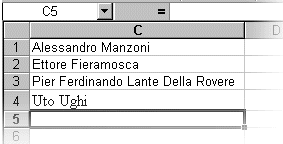 C5 =
C D
1 Alessandro Manzoni
2 Ettore Fieramosca
3 Pier Ferdinando Lante Della Rovere
4 Uto Ughi
5
6